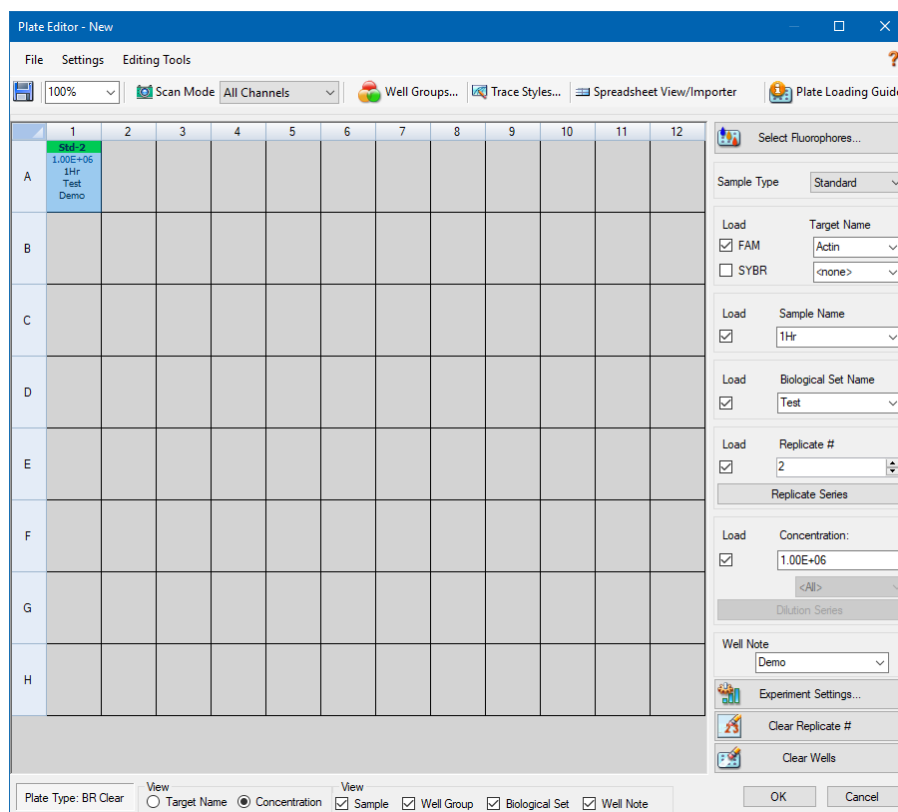 Plate Editor - New
File Settings Editing Tools
?
100% Scan Mode All Channels Well Groups... Trace Styles... Spreadsheet View/Importer Plate Loading Guide
1 2 3 4 5 6 7 8 9 10 11 12
A
Std-2
1.00E+06
1Hr
Test
Demo
B
C
D
E
F
G
H
Select Fluorophores...
Sample Type Standard
Load Target Name
FAM Actin
SYBR <none>
Load Sample Name
1Hr
Load Biological Set Name
Test
Load Replicate #
2
Replicate Series
Load Concentration:
1.00E+06
<All>
Dilution Series
Well Note
Demo
Experiment Settings...
Clear Replicate #
Clear Wells
Plate Type: BR Clear
View
Target Name Concentration
View
Sample Well Group Biological Set Well Note
OK Cancel